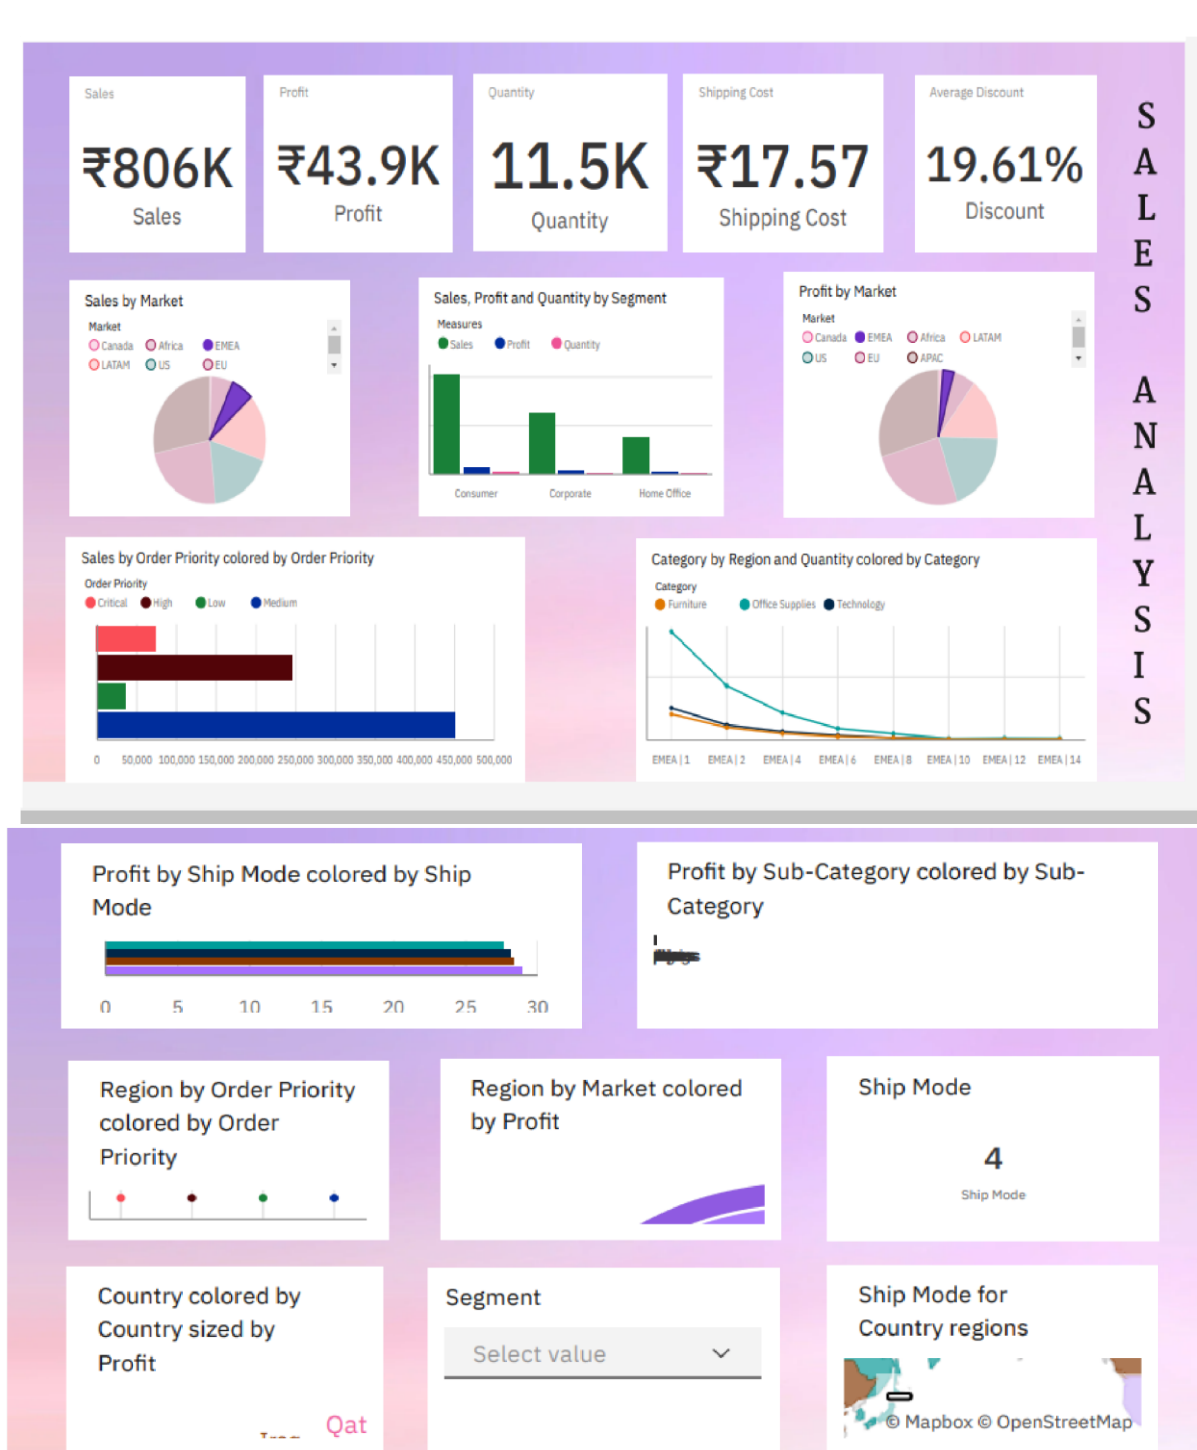 Sales
₹806K
Sales
Profit
₹43.9K
Profit
Quantity
11.5K
Quantity
Shipping Cost
₹17.57
Shipping Cost
Average Discount
19.61%
Discount
SALES ANALYSIS
Sales by Market
Market
Canada Africa EMEA
LATAM US EU
Sales, Profit and Quantity by Segment
Measures
Sales Profit Quantity
Consumer Corporate Home Office
Profit by Market
Market
Canada EMEA Africa LATAM
US EU APAC
Sales by Order Priority colored by Order Priority
Order Priority
Critical High Low Medium
0 50,000 100,000 150,000 200,000 250,000 300,000 350,000 400,000 450,000 500,000
Category by Region and Quantity colored by Category
Category
Furniture Office Supplies Technology
EMEA | 1 EMEA | 2 EMEA | 4 EMEA | 6 EMEA | 8 EMEA | 10 EMEA | 12 EMEA | 14
Profit by Ship Mode colored by Ship
Mode
0 5 10 15 20 25 30
Profit by Sub-Category colored by Sub-
Category
Region by Order Priority
colored by Order
Priority
Region by Market colored
by Profit
Ship Mode
4
Ship Mode
Country colored by
Country sized by
Profit
Qat
Segment
Select value
Ship Mode for
Country regions
© Mapbox © OpenStreetMap